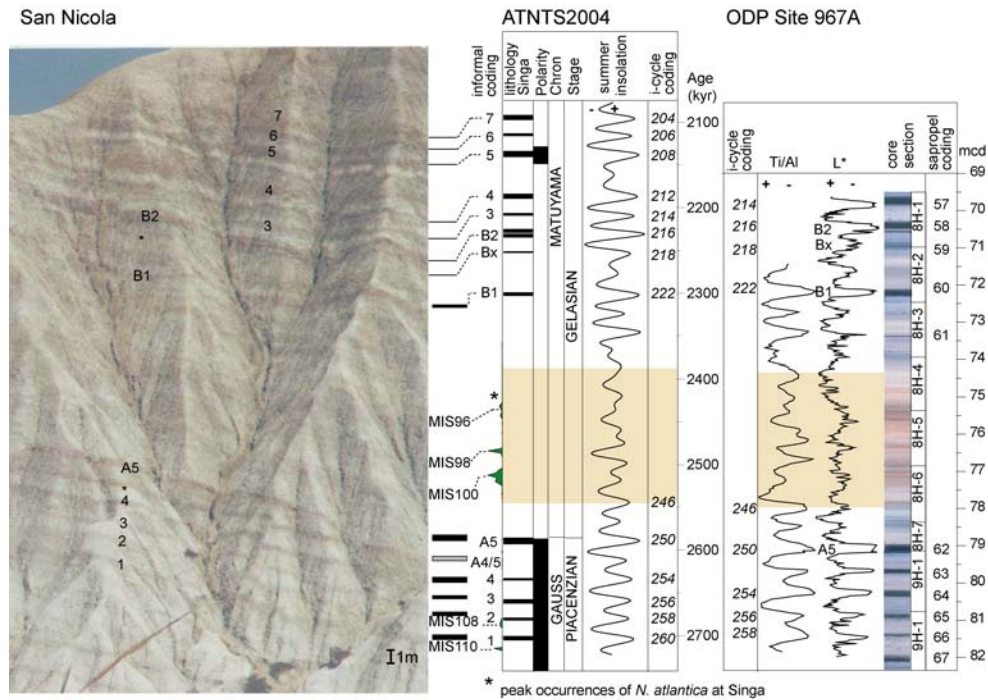 San Nicola
ATNTS2004
ODP Site 967A
informal coding
lithology Singa
Polarity
Chron
Stage
summer insolation
- +
i-cycle coding
Age (kyr)
2100
2200
2300
2400
2500
2600
2700
7
6
5
4
3
B2
Bx
B1
MIS96
MIS98
MIS100
A5
A4/5
4
3
2
MIS108
1
MIS110
*
MATUYAMA
GAUSS
GELASIAN
PIACENZIAN
204
206
208
212
214
216
218
222
246
250
254
256
258
260
7
6
5
4
3
B2
*
B1
A5
*
4
3
2
1
1m
i-cycle coding
Ti/Al
L*
core section
sapropel coding
mcd
+ -
+ -
214
216
218
222
246
250
254
256
258
B2
Bx
B1
A5
8H-1
8H-2
8H-3
8H-4
8H-5
8H-6
8H-7
9H-1
9H-1
57
58
59
60
61
62
63
64
65
66
67
69
70
71
72
73
74
75
76
77
78
79
80
81
82
* peak occurrences of N. atlantica at Singa